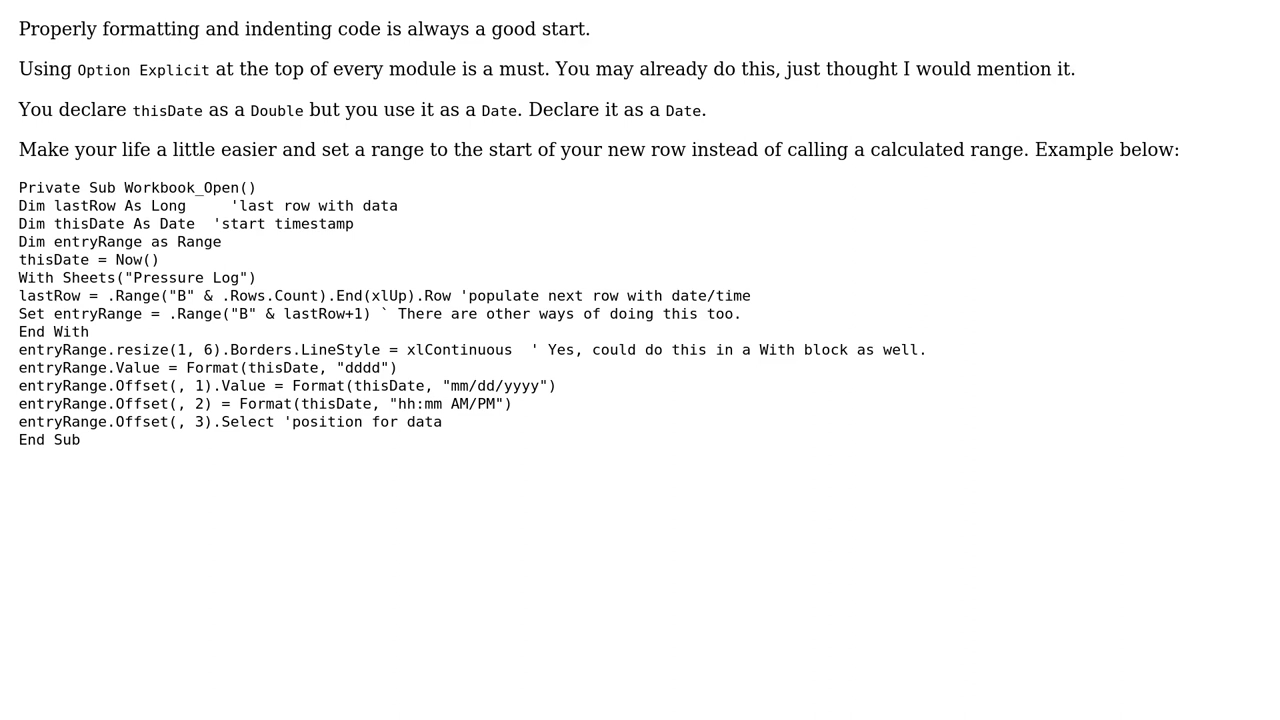 Properly formatting and indenting code is always a good start.
Using Option Explicit at the top of every module is a must. You may already do this, just thought I would mention it.
You declare thisDate as a Double but you use it as a Date. Declare it as a Date.
Make your life a little easier and set a range to the start of your new row instead of calling a calculated range. Example below:
Private Sub Workbook_Open()
Dim lastRow As Long     'last row with data
Dim thisDate As Date  'start timestamp
Dim entryRange as Range
thisDate = Now()
With Sheets("Pressure Log")
lastRow = .Range("B" & .Rows.Count).End(xlUp).Row 'populate next row with date/time
Set entryRange = .Range("B" & lastRow+1) ` There are other ways of doing this too.
End With
entryRange.resize(1, 6).Borders.LineStyle = xlContinuous  ' Yes, could do this in a With block as well.
entryRange.Value = Format(thisDate, "dddd")
entryRange.Offset(, 1).Value = Format(thisDate, "mm/dd/yyyy")
entryRange.Offset(, 2) = Format(thisDate, "hh:mm AM/PM")
entryRange.Offset(, 3).Select 'position for data
End Sub